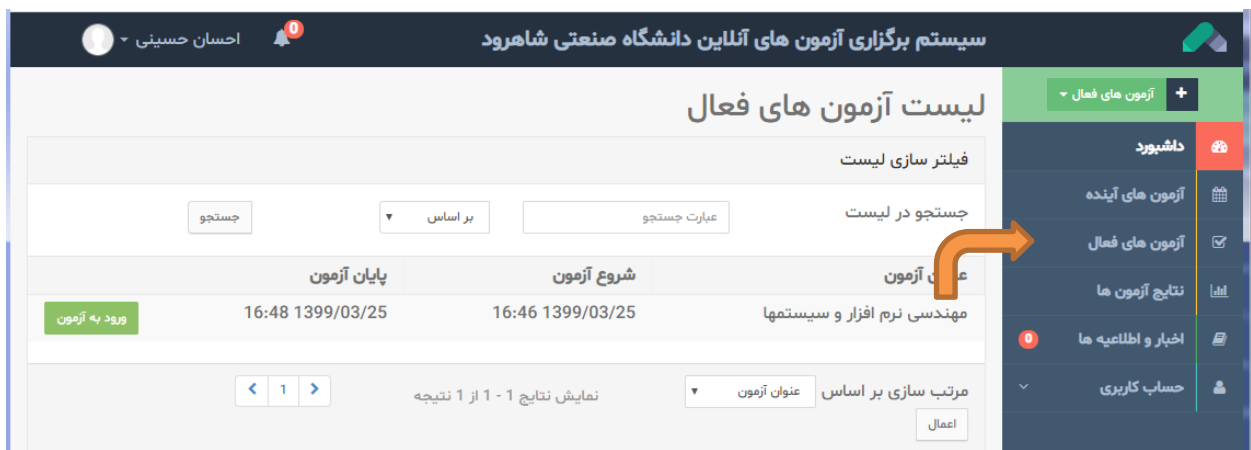 سیستم برگزاری آزمون های آنلاین دانشگاه صنعتی شاهرود
0
احسان حسینی
+ آزمون های فعال
داشبورد
آزمون های آینده
آزمون های فعال
نتایج آزمون ها
اخبار و اطلاعیه ها 0
حساب کاربری
لیست آزمون های فعال
فیلتر سازی لیست
جستجو در لیست عبارت جستجو بر اساس جستجو
آزمون شروع آزمون پایان آزمون
مهندسی نرم افزار و سیستمها 16:46 1399/03/25 16:48 1399/03/25 ورود به آزمون
مرتب سازی بر اساس عنوان آزمون نمایش نتایج 1 - 1 از 1 نتیجه 1
اعمال